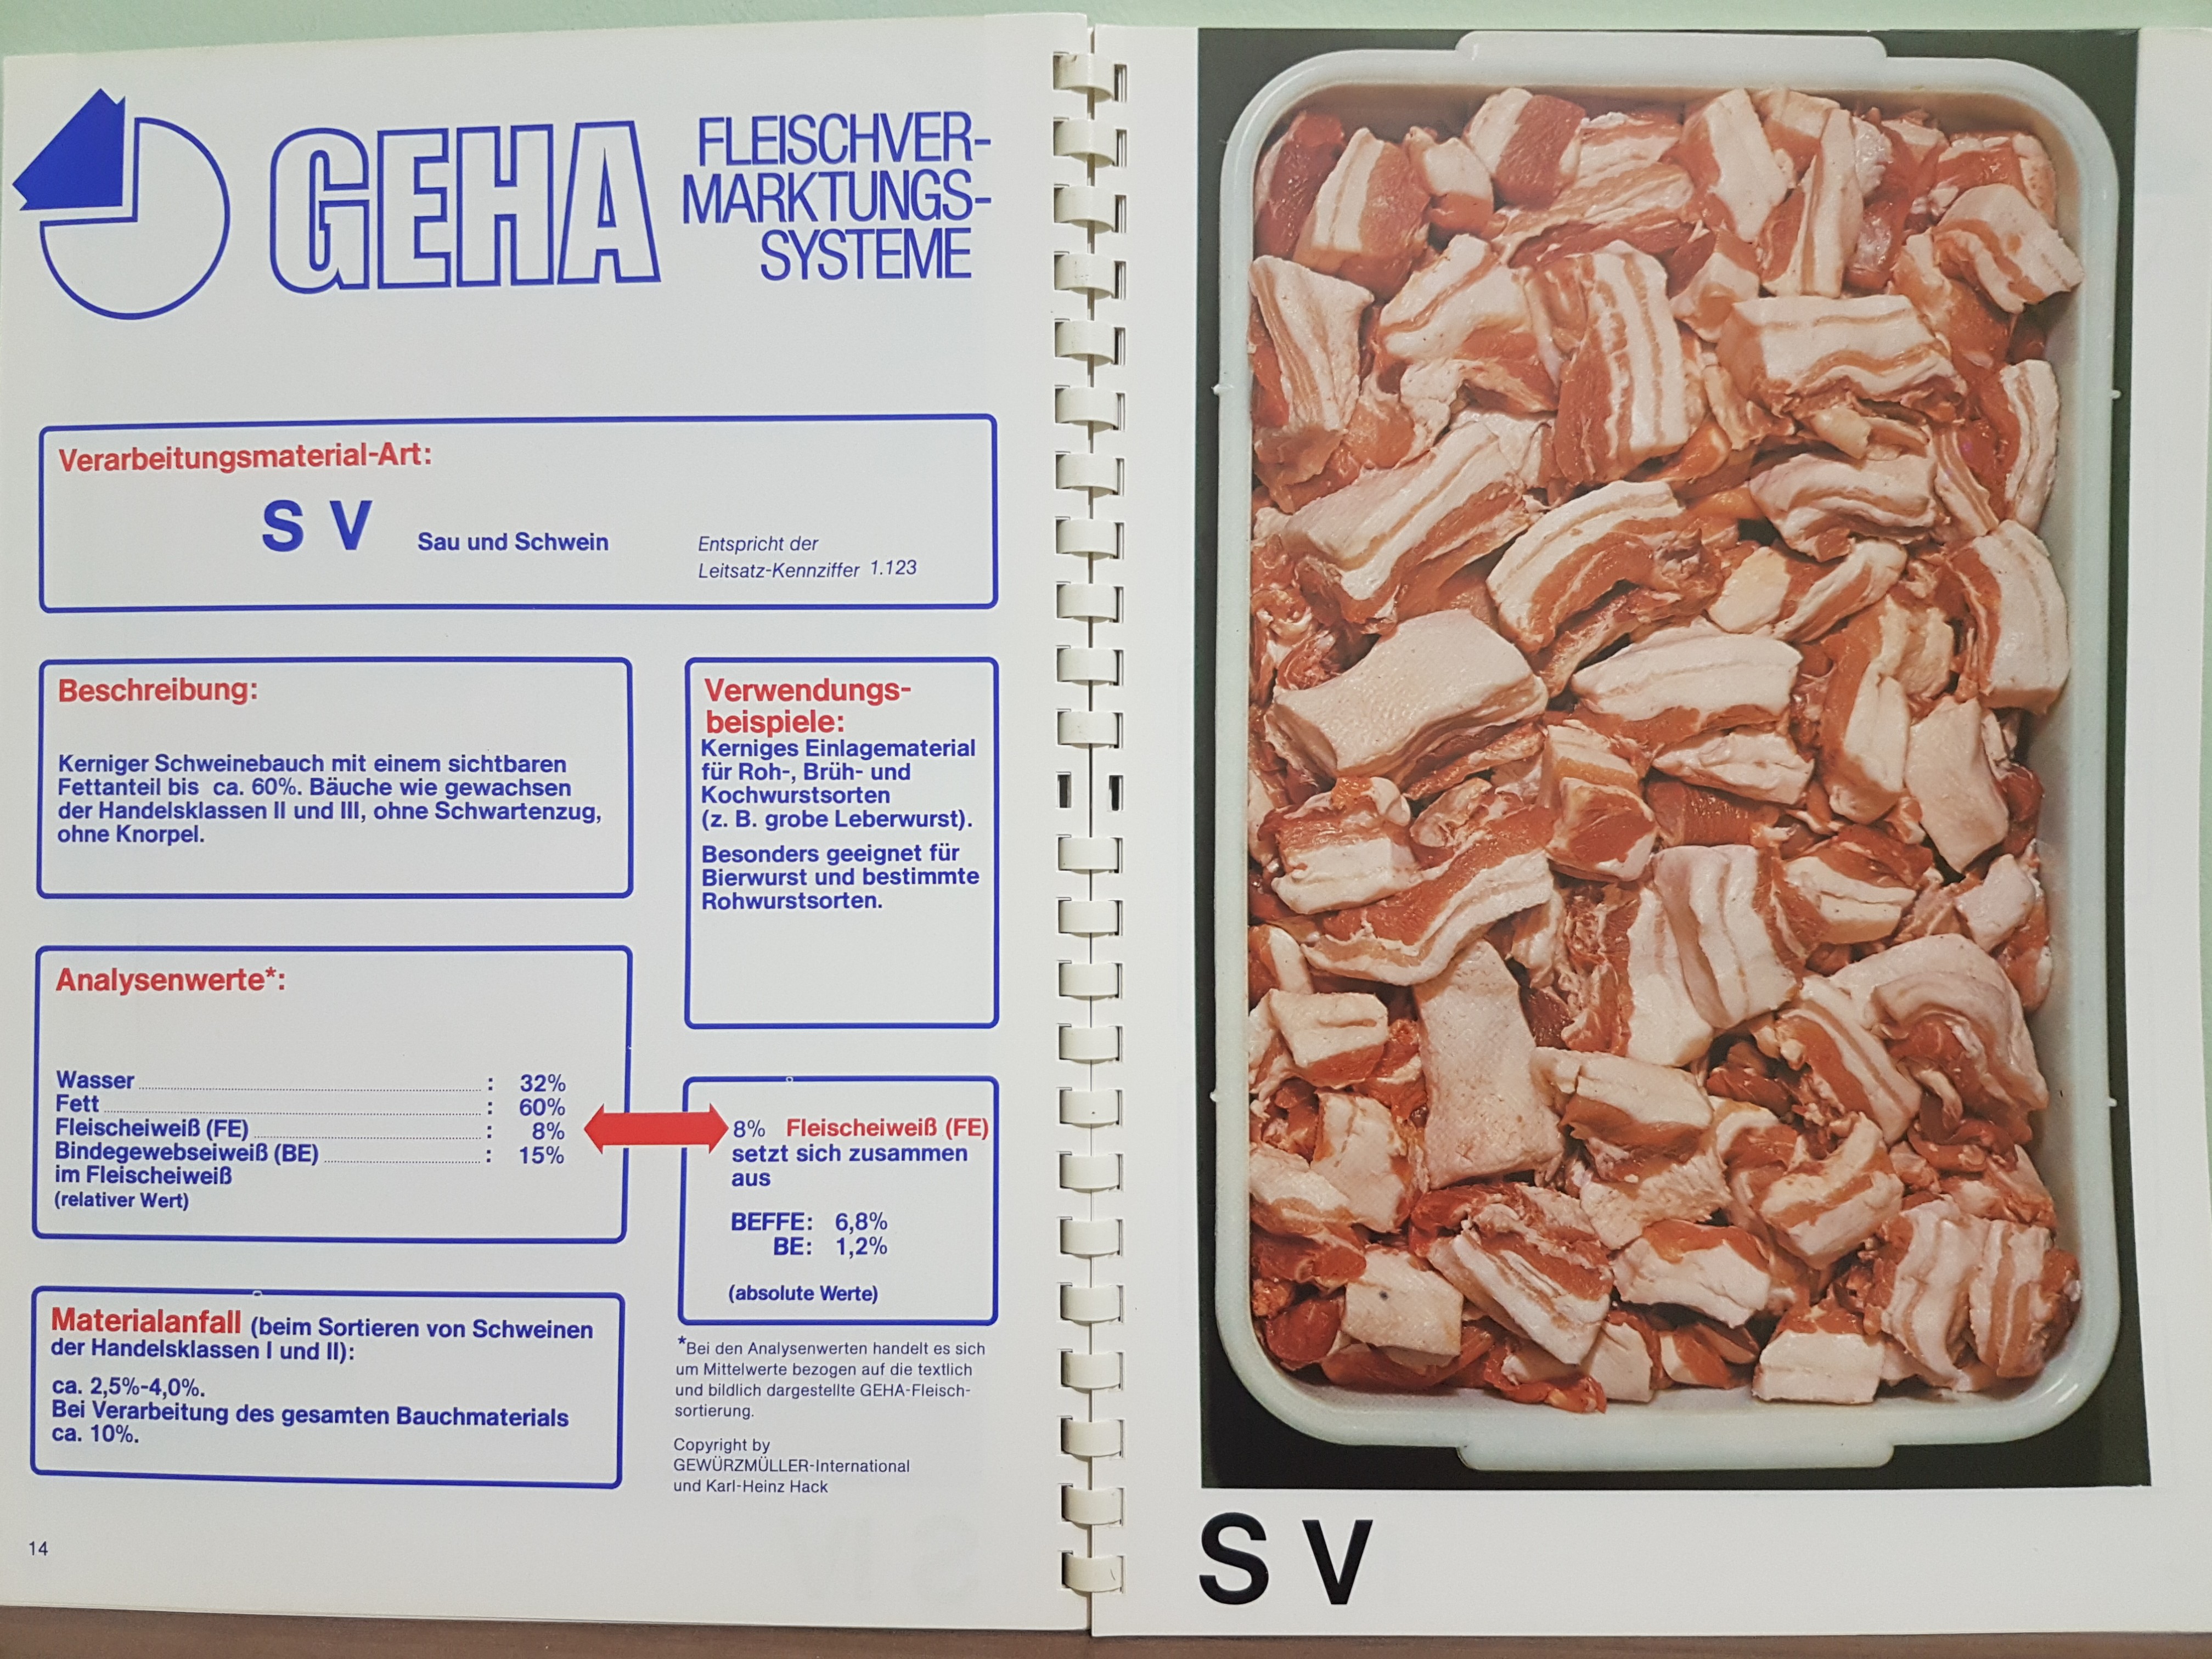 GEHA
FLEISCHVER-
MARKTUNGS-
SYSTEME
Verarbeitungsmaterial-Art:
S V Sau und Schwein
Entspricht der
Leitsatz-Kennziffer 1.123
Beschreibung:
Kerniger Schweinebauch mit einem sichtbaren
Fettanteil bis ca. 60%. Bäuche wie gewachsen
der Handelsklassen II und III, ohne Schwartenzug,
ohne Knorpel.
Verwendungs-
beispiele:
Kerniges Einlagematerial
für Roh-, Brüh- und
Kochwurstsorten
(z. B. grobe Leberwurst).
Besonders geeignet für
Bierwurst und bestimmte
Rohwurstsorten.
Analysenwerte*:
Wasser : 32%
Fett : 60%
Fleischeiweiß (FE) : 8%
Bindegewebseiweiß (BE) : 15%
im Fleischeiweiß
(relativer Wert)
8% Fleischeiweiß (FE)
setzt sich zusammen
aus
BEFFE: 6,8%
BE: 1,2%
(absolute Werte)
Materialanfall (beim Sortieren von Schweinen
der Handelsklassen I und II):
ca. 2,5%-4,0%.
Bei Verarbeitung des gesamten Bauchmaterials
ca. 10%.
*Bei den Analysenwerten handelt es sich
um Mittelwerte bezogen auf die textlich
und bildlich dargestellte GEHA-Fleisch-
sortierung.
Copyright by
GEWÜRZMÜLLER-International
und Karl-Heinz Hack
14
S V